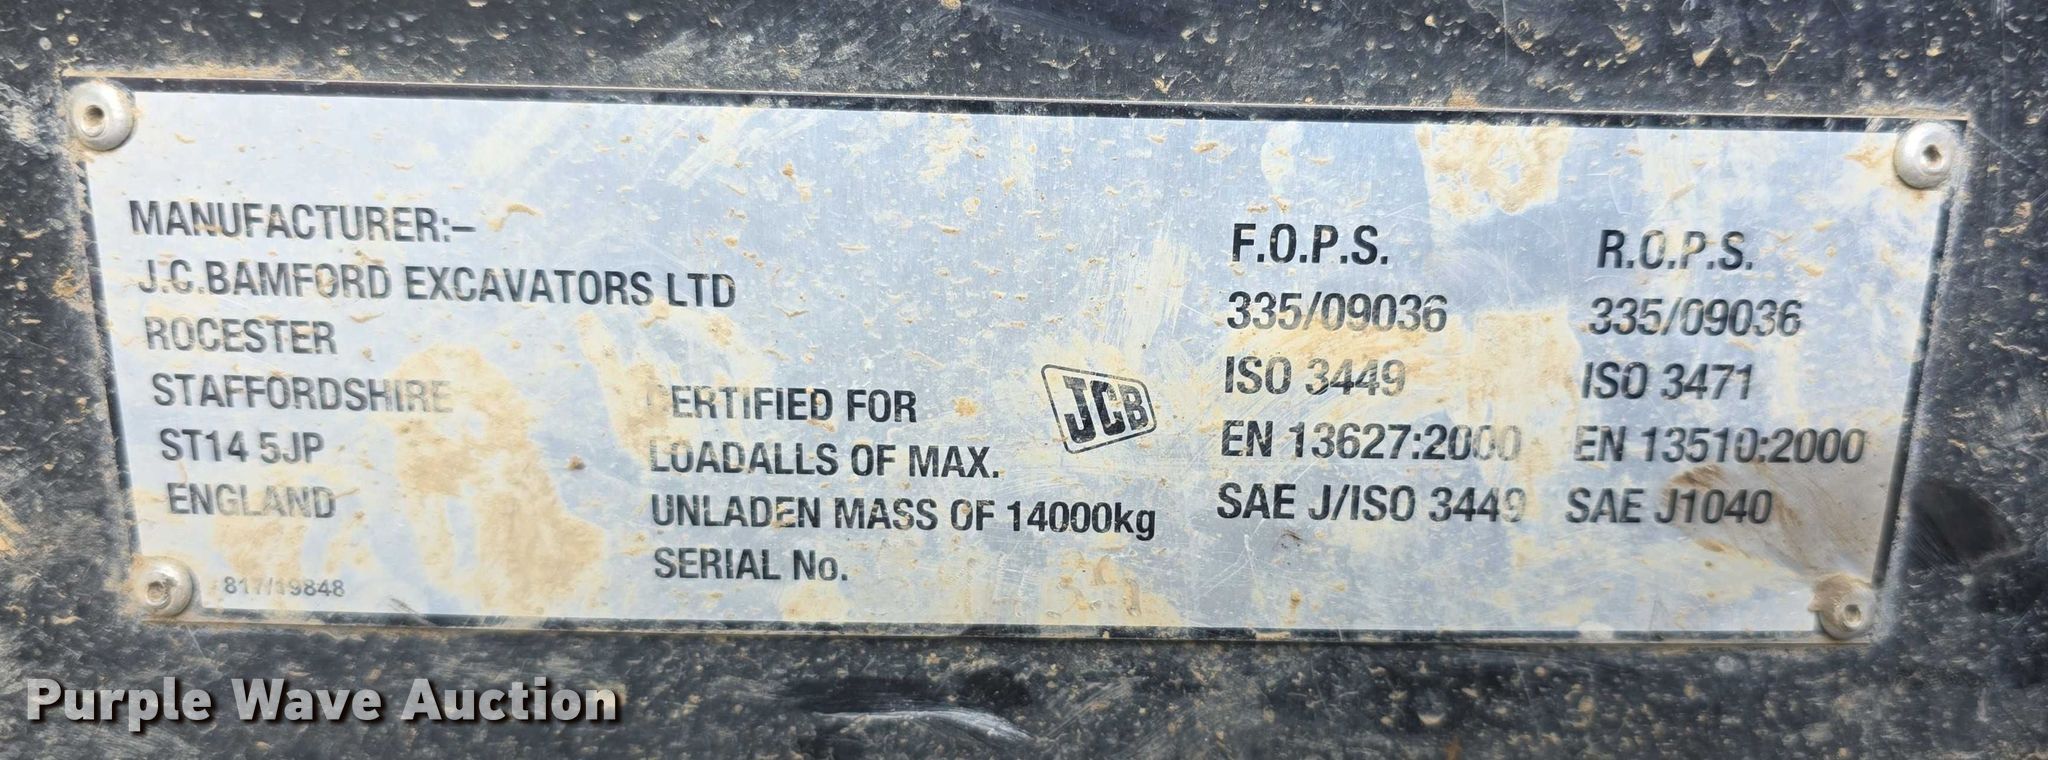 MANUFACTURER:–
J.C.BAMFORD EXCAVATORS LTD
ROCESTER
STAFFORDSHIRE
ST14 5JP
ENGLAND
817/19848
CERTIFIED FOR
LOADALLS OF MAX.
UNLADEN MASS OF 14000kg
SERIAL No.
JCB
F.O.P.S.
335/09036
ISO 3449
EN 13627:2000
SAE J/ISO 3449
R.O.P.S.
335/09036
ISO 3471
EN 13510:2000
SAE J1040
Purple Wave Auction